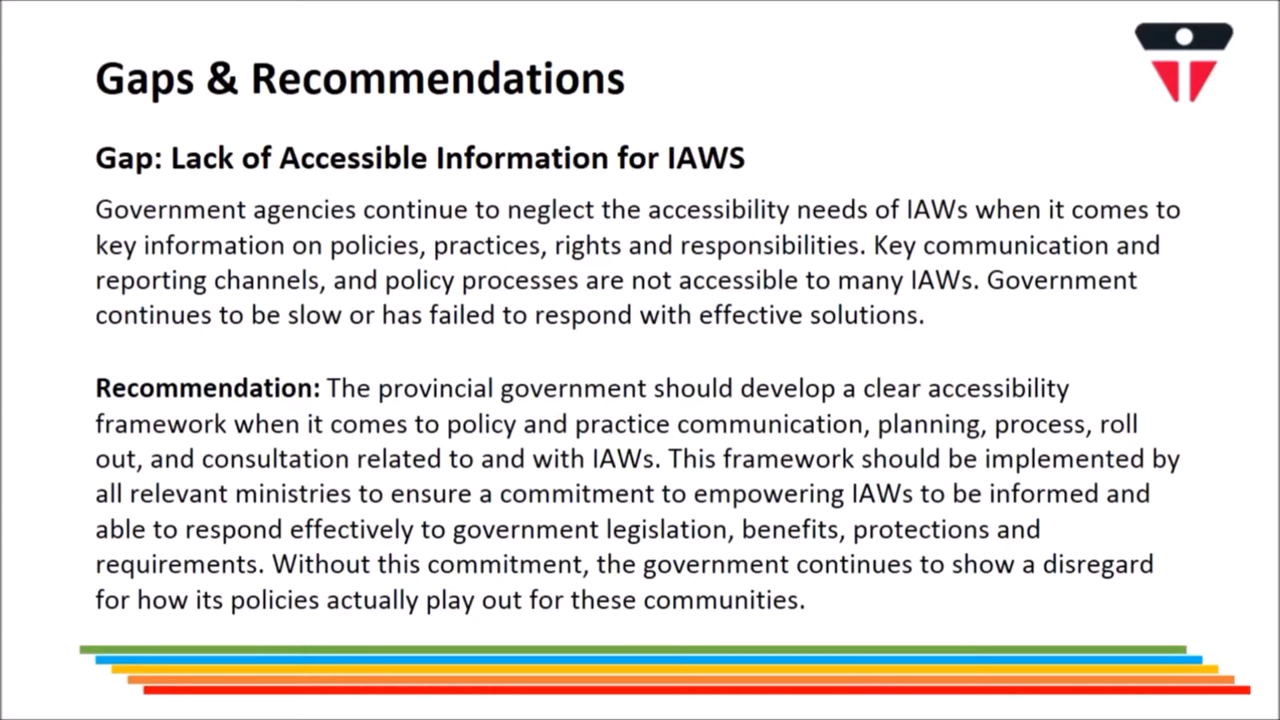 Gaps & Recommendations
Gap: Lack of Accessible Information for IAWS
Government agencies continue to neglect the accessibility needs of IAWs when it comes to
key information on policies, practices, rights and responsibilities. Key communication and
reporting channels, and policy processes are not accessible to many IAWs. Government
continues to be slow or has failed to respond with effective solutions.
Recommendation: The provincial government should develop a clear accessibility
framework when it comes to policy and practice communication, planning, process, roll
out, and consultation related to and with IAWs. This framework should be implemented by
all relevant ministries to ensure a commitment to empowering IAWs to be informed and
able to respond effectively to government legislation, benefits, protections and
requirements. Without this commitment, the government continues to show a disregard
for how its policies actually play out for these communities.